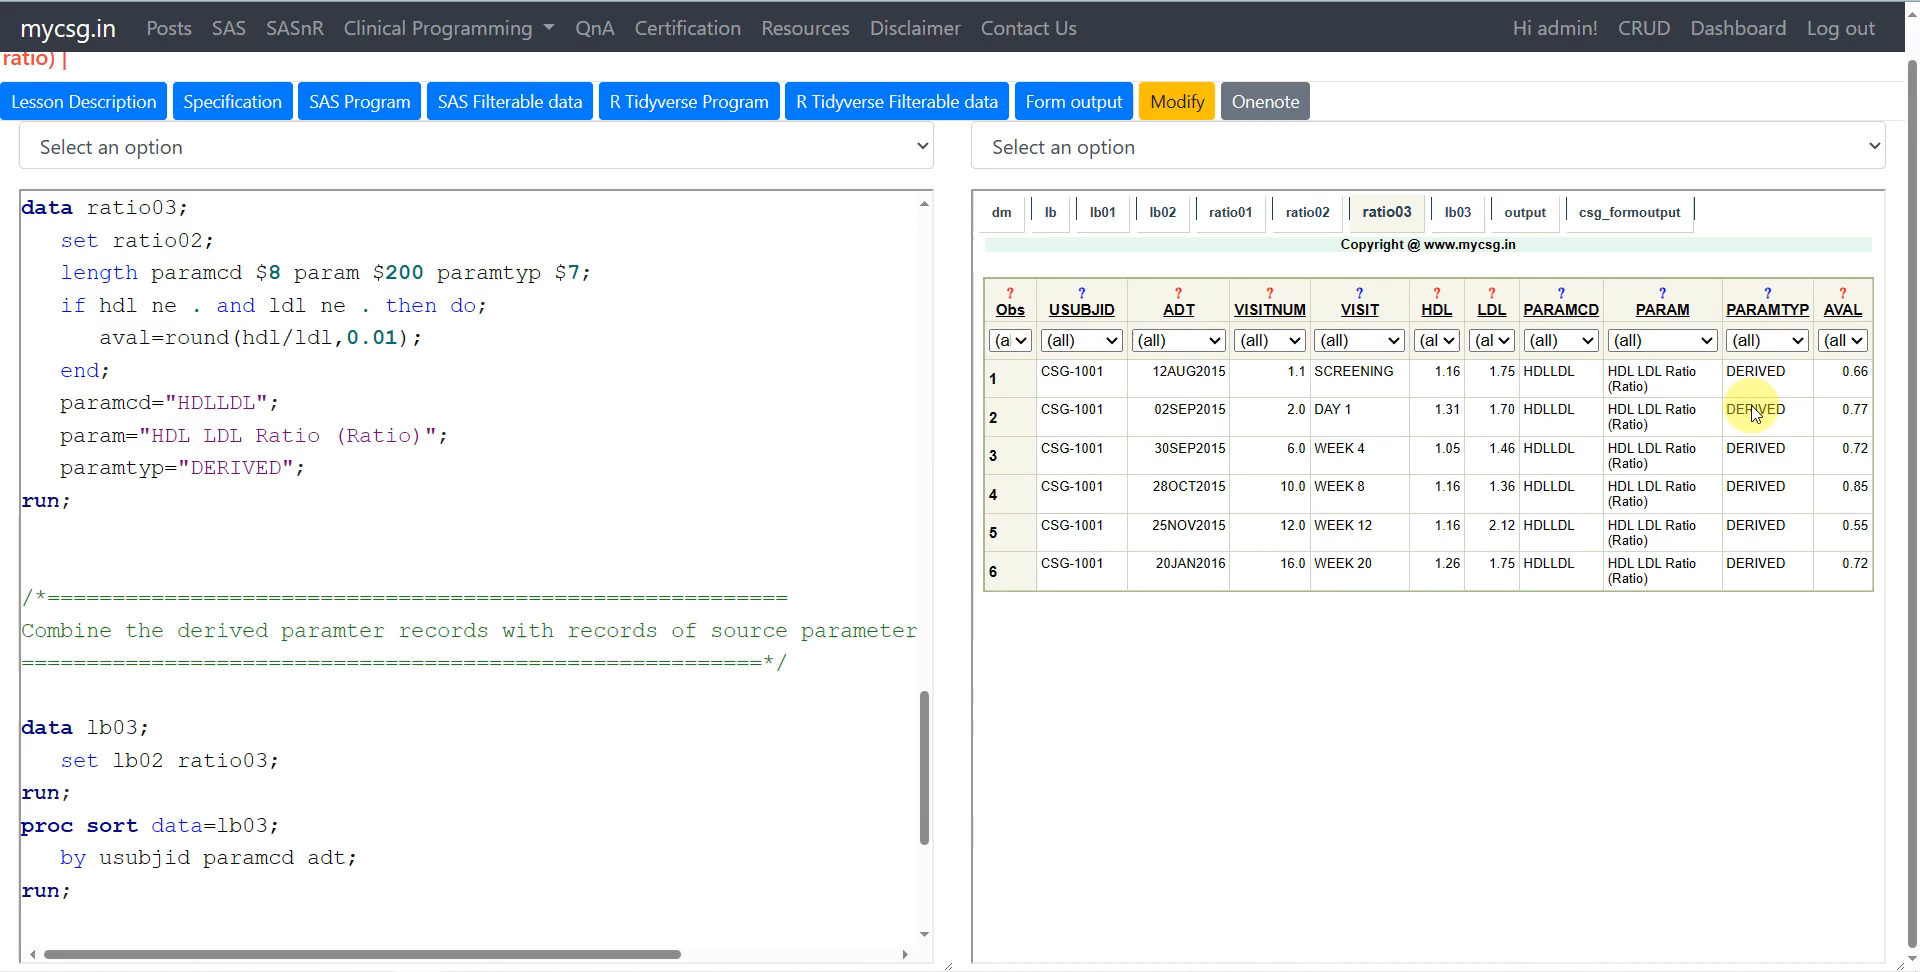 mycsg.in Posts SAS SASnR Clinical Programming QnA Certification Resources Disclaimer Contact Us Hi admin! CRUD Dashboard Log out
ratio) |
Lesson Description Specification SAS Program SAS Filterable data R Tidyverse Program R Tidyverse Filterable data Form output Modify Onenote
Select an option
data ratio03;
set ratio02;
length paramcd $8 param $200 paramtyp $7;
if hdl ne . and ldl ne . then do;
aval=round(hdl/ldl,0.01);
end;
paramcd="HDLLDL";
param="HDL LDL Ratio (Ratio)";
paramtyp="DERIVED";
run;
/*=========================================================
Combine the derived paramter records with records of source parameter
=========================================================*/
data lb03;
set lb02 ratio03;
run;
proc sort data=lb03;
by usubjid paramcd adt;
run;
Select an option
dm lb lb01 lb02 ratio01 ratio02 ratio03 lb03 output csg_formoutput
Copyright @ www.mycsg.in
? ? ? ? ? ? ? ? ? ? ?
Obs USUBJID ADT VISITNUM VISIT HDL LDL PARAMCD PARAM PARAMTYP AVAL
(al (all) (all) (all) (all) (al (al (all) (all) (all) (all
1 CSG-1001 12AUG2015 1.1 SCREENING 1.16 1.75 HDLLDL HDL LDL Ratio DERIVED 0.66
(Ratio)
2 CSG-1001 02SEP2015 2.0 DAY 1 1.31 1.70 HDLLDL HDL LDL Ratio DERIVED 0.77
(Ratio)
3 CSG-1001 30SEP2015 6.0 WEEK 4 1.05 1.46 HDLLDL HDL LDL Ratio DERIVED 0.72
(Ratio)
4 CSG-1001 28OCT2015 10.0 WEEK 8 1.16 1.36 HDLLDL HDL LDL Ratio DERIVED 0.85
(Ratio)
5 CSG-1001 25NOV2015 12.0 WEEK 12 1.16 2.12 HDLLDL HDL LDL Ratio DERIVED 0.55
(Ratio)
6 CSG-1001 20JAN2016 16.0 WEEK 20 1.26 1.75 HDLLDL HDL LDL Ratio DERIVED 0.72
(Ratio)